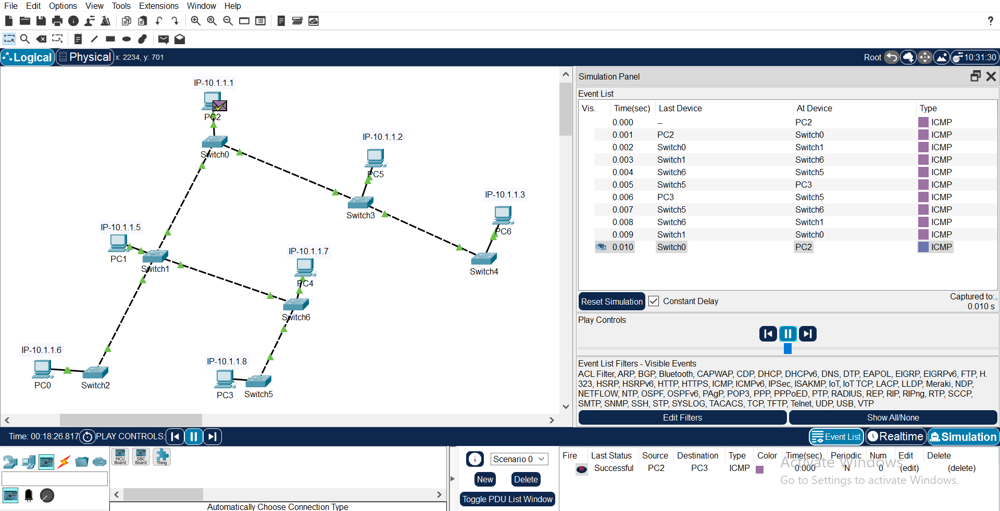 File Edit Options View Tools Extensions Window Help
?
Logical Physical x: 2234, y: 701 Root 10:31:30
IP-10.1.1.1
PC2
Switch0
IP-10.1.1.2
PC5
Switch3
IP-10.1.1.3
PC6
Switch4
IP-10.1.1.5
PC1
Switch1
IP-10.1.1.7
PC4
Switch6
IP-10.1.1.6
PC0
Switch2
IP-10.1.1.8
PC3
Switch5
Simulation Panel
Event List
Vis. Time(sec) Last Device At Device Type
0.000 -- PC2 ICMP
0.001 PC2 Switch0 ICMP
0.002 Switch0 Switch1 ICMP
0.003 Switch1 Switch6 ICMP
0.004 Switch6 Switch5 ICMP
0.005 Switch5 PC3 ICMP
0.006 PC3 Switch5 ICMP
0.007 Switch5 Switch6 ICMP
0.008 Switch6 Switch1 ICMP
0.009 Switch1 Switch0 ICMP
0.010 Switch0 PC2 ICMP
Reset Simulation Constant Delay Captured to:
0.010 s
Play Controls
Event List Filters - Visible Events
ACL Filter, ARP, BGP, Bluetooth, CAPWAP, CDP, DHCP, DHCPv6, DNS, DTP, EAPOL, EIGRP, EIGRPv6, FTP, H.
323, HSRP, HSRPv6, HTTP, HTTPS, ICMP, ICMPv6, IPSec, ISAKMP, IoT, IoT TCP, LACP, LLDP, Meraki, NDP,
NETFLOW, NTP, OSPF, OSPFv6, PAgP, POP3, PPP, PPPoED, PTP, RADIUS, REP, RIP, RIPng, RTP, SCCP,
SMTP, SNMP, SSH, STP, SYSLOG, TACACS, TCP, TFTP, Telnet, UDP, USB, VTP
Edit Filters Show All/None
Time: 00:18:26.817 PLAY CONTROLS: Event List Realtime Simulation
MCU Board
SBC Board
Thing
Automatically Choose Connection Type
Scenario 0
New Delete
Toggle PDU List Window
Fire Last Status Source Destination Type Color Time(sec) Periodic Num Edit Delete
Successful PC2 PC3 ICMP 0.000 N 0 (edit) (delete)
Activate Windows
Go to Settings to activate Windows.